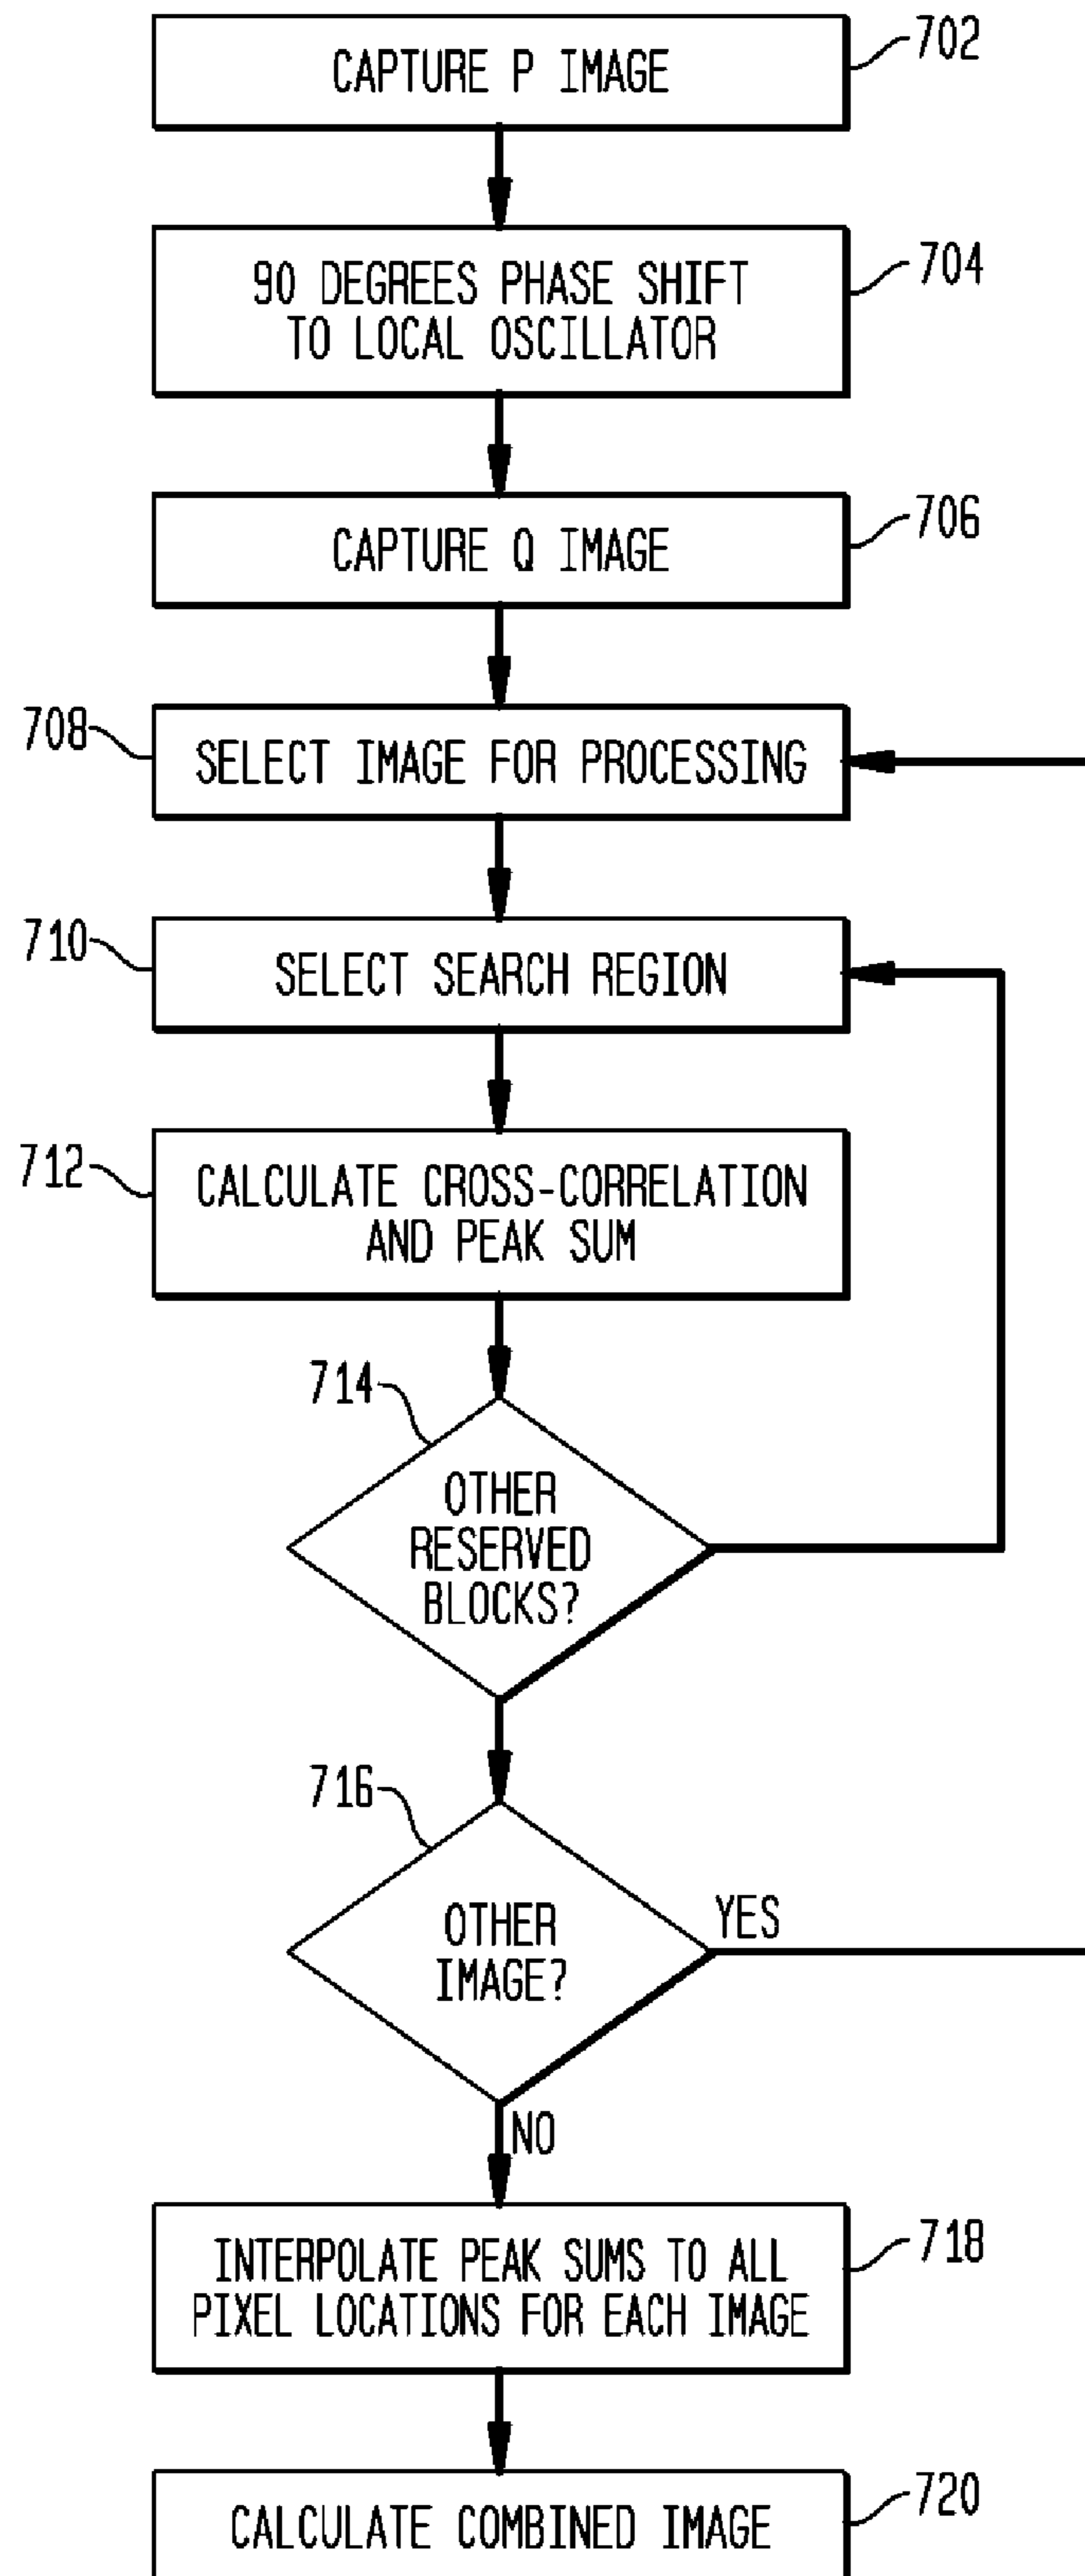 CAPTURE P IMAGE
702
90 DEGREES PHASE SHIFT
TO LOCAL OSCILLATOR
704
CAPTURE Q IMAGE
706
708
SELECT IMAGE FOR PROCESSING
710
SELECT SEARCH REGION
712
CALCULATE CROSS-CORRELATION
AND PEAK SUM
714
OTHER
RESERVED
BLOCKS?
716
OTHER
IMAGE?
YES
NO
INTERPOLATE PEAK SUMS TO ALL
PIXEL LOCATIONS FOR EACH IMAGE
718
CALCULATE COMBINED IMAGE
720